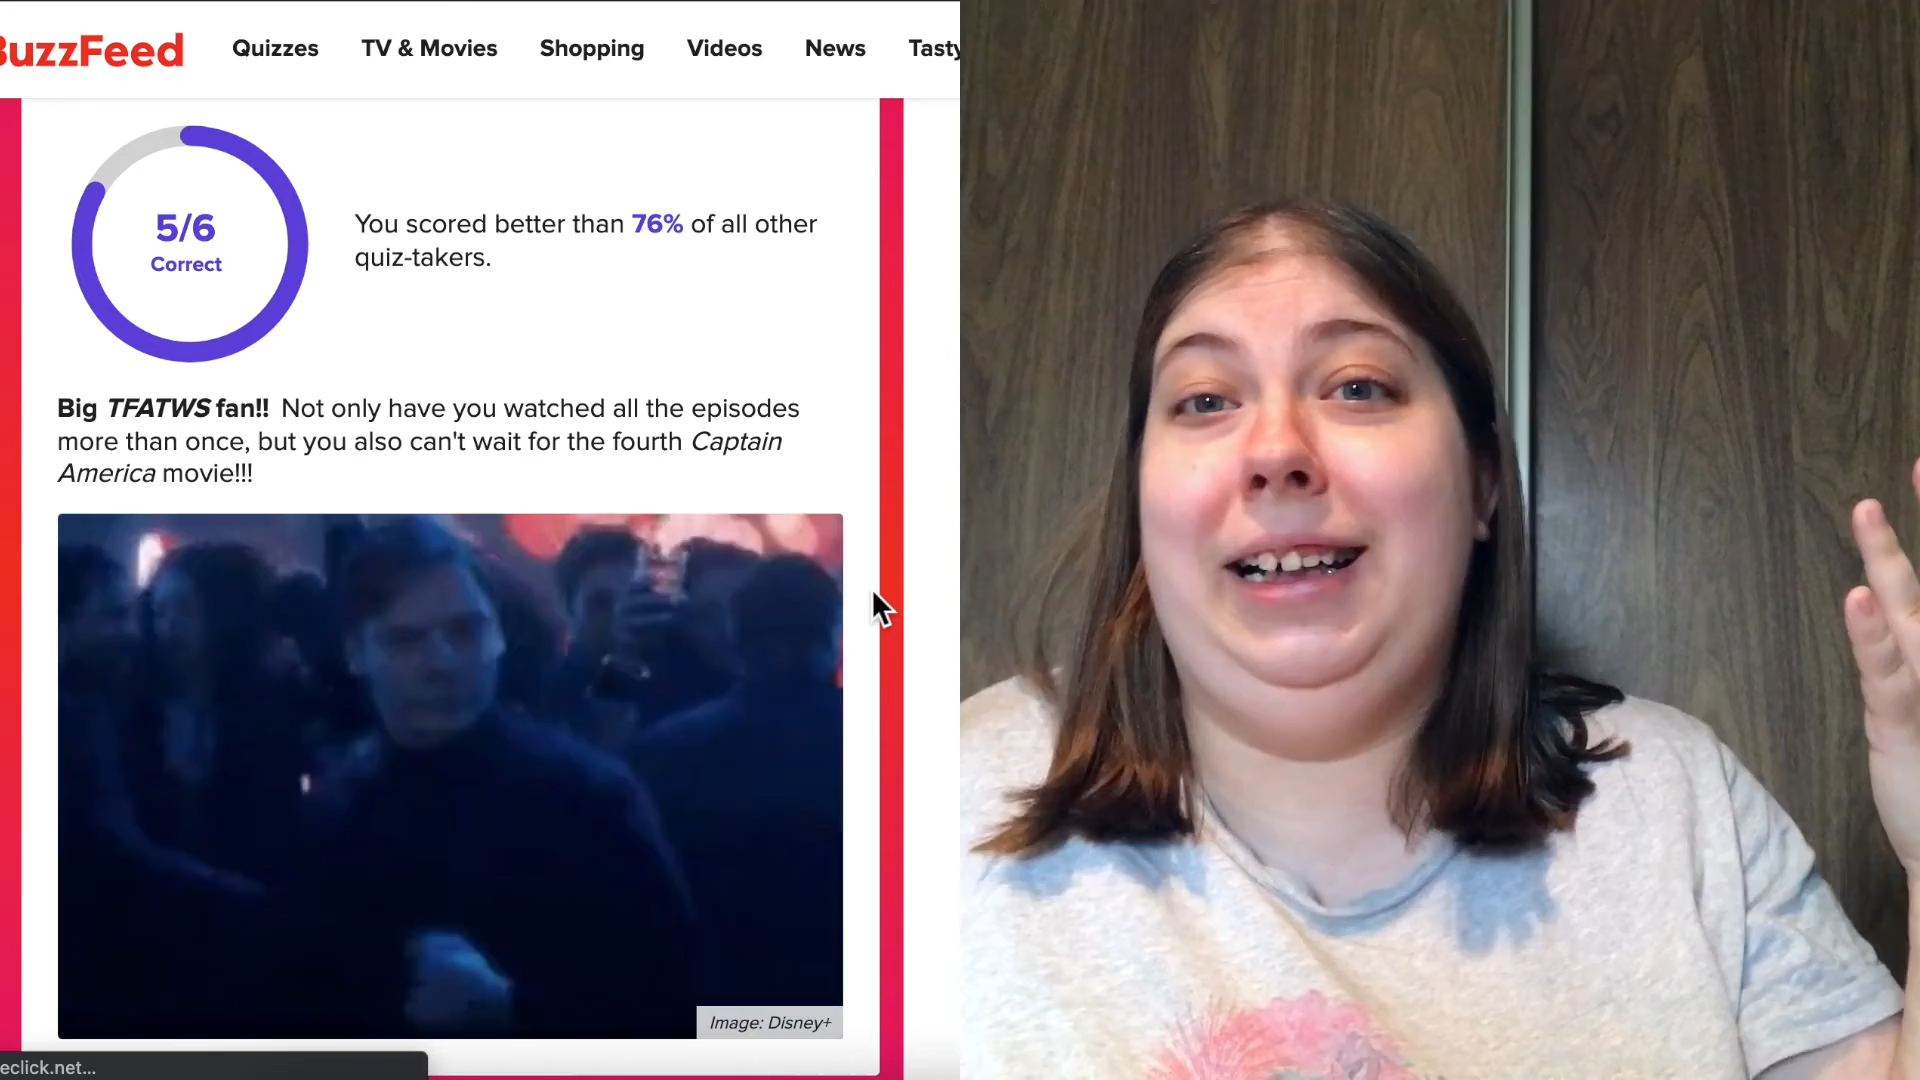 BuzzFeed Quizzes TV & Movies Shopping Videos News Tasty
5/6
Correct
You scored better than 76% of all other
quiz-takers.
Big TFATWS fan!! Not only have you watched all the episodes
more than once, but you also can't wait for the fourth Captain
America movie!!!
Image: Disney+
eclick.net...